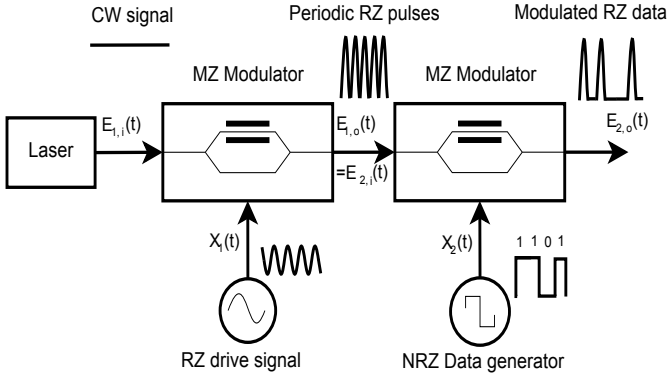 CW signal
Periodic RZ pulses
Modulated RZ data
MZ Modulator
MZ Modulator
Laser
E1,i(t)
E1,o(t)
=E2,i(t)
E2,o(t)
X1(t)
X2(t)
1 1 0 1
RZ drive signal
NRZ Data generator